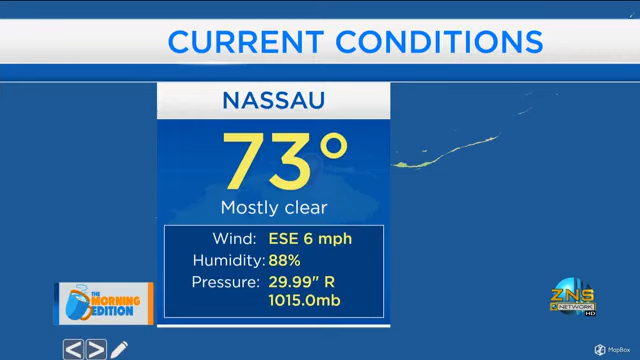 CURRENT CONDITIONS
NASSAU
73°
Mostly clear
Wind: ESE 6 mph
Humidity: 88%
Pressure: 29.99" R
1015.0mb
THE
MORNING
EDITION
ZNS
NETWORK
HD
MapBox